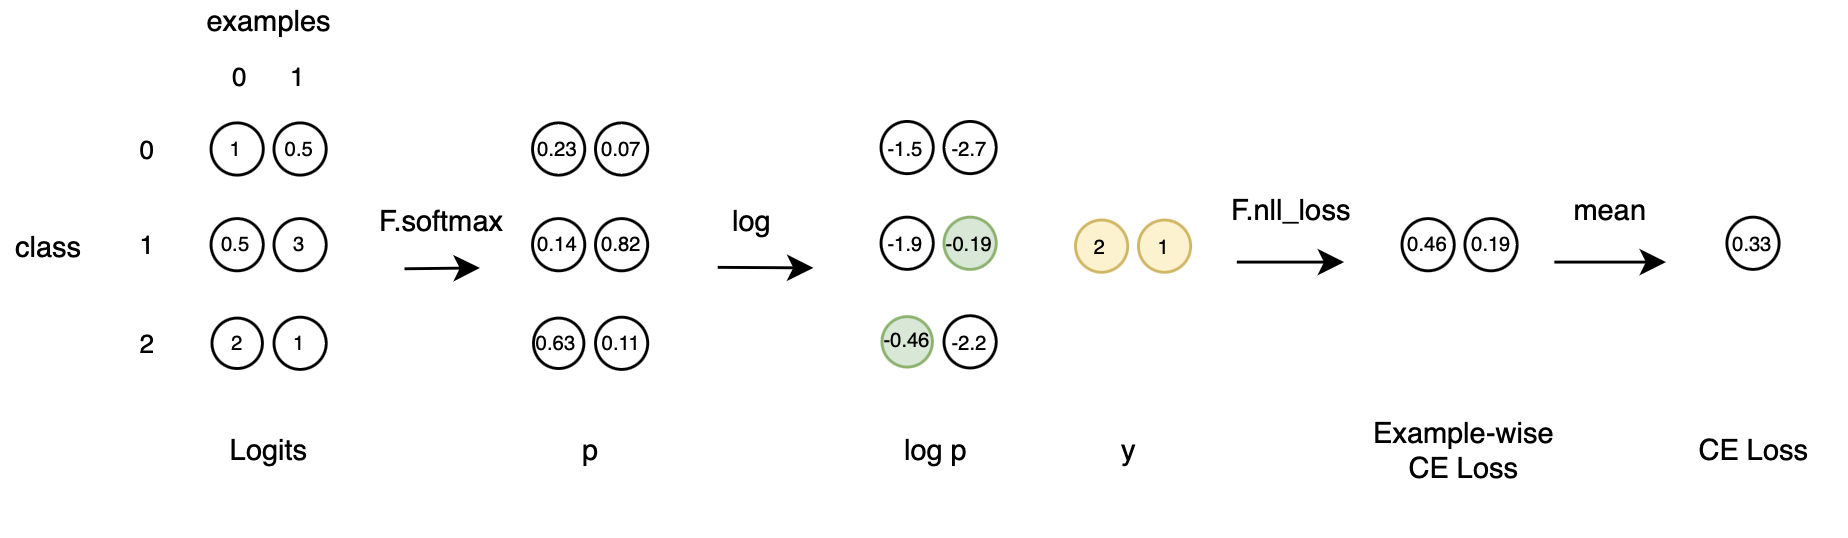 examples
0 1
0 1 0.5 0.23 0.07 -1.5 -2.7
F.softmax log F.nll_loss mean
class 1 0.5 3 0.14 0.82 -1.9 -0.19 2 1 0.46 0.19 0.33
2 2 1 0.63 0.11 -0.46 -2.2
Logits p log p y Example-wise
CE Loss CE Loss